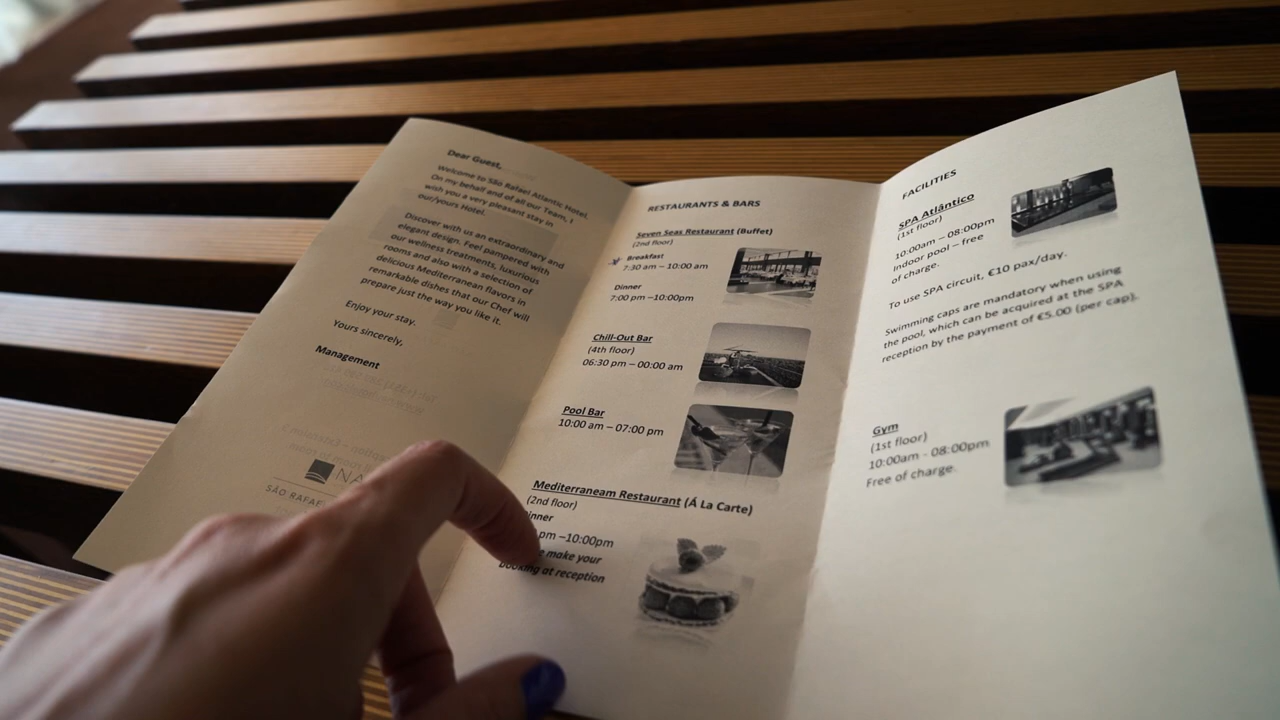 Dear Guest,
Welcome to São Rafael Atlantic Hotel.
On my behalf and of all our Team, I
wish you a very pleasant stay in
our/yours Hotel.
Discover with us an extraordinary and
elegant design. Feel pampered with
our wellness treatments, luxurious
rooms and also with a selection of
delicious Mediterranean flavors in
remarkable dishes that our Chef will
prepare just the way you like it.
Enjoy your stay.
Yours sincerely,
Management
NA
SÃO RAFAE
RESTAURANTS & BARS
Seven Seas Restaurant (Buffet)
(2nd floor)
Breakfast
7:30 am – 10:00 am
Dinner
7:00 pm –10:00pm
Chill-Out Bar
(4th floor)
06:30 pm – 00:00 am
Pool Bar
10:00 am – 07:00 pm
Mediterraneam Restaurant (Á La Carte)
(2nd floor)
inner
pm –10:00pm
e make your
booking at reception
FACILITIES
SPA Atlântico
(1st floor)
10:00am – 08:00pm
Indoor pool – free
of charge.
To use SPA circuit, €10 pax/day.
Swimming caps are mandatory when using
the pool, which can be acquired at the SPA
reception by the payment of €5.00 (per cap).
Gym
(1st floor)
10:00am - 08:00pm
Free of charge.